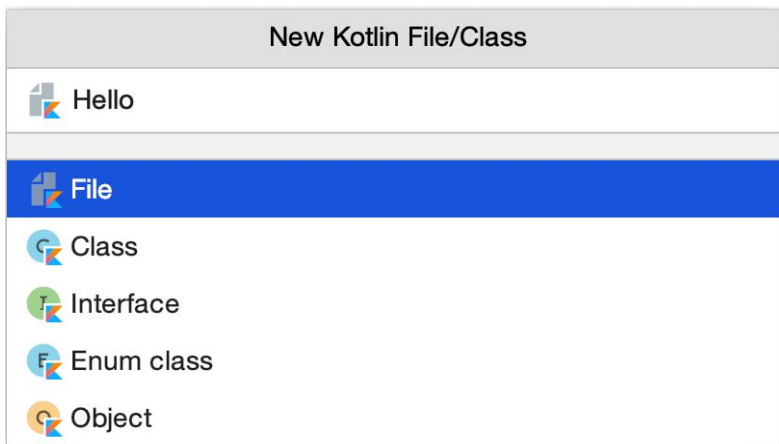 New Kotlin File/Class
Hello
File
Class
Interface
Enum class
Object